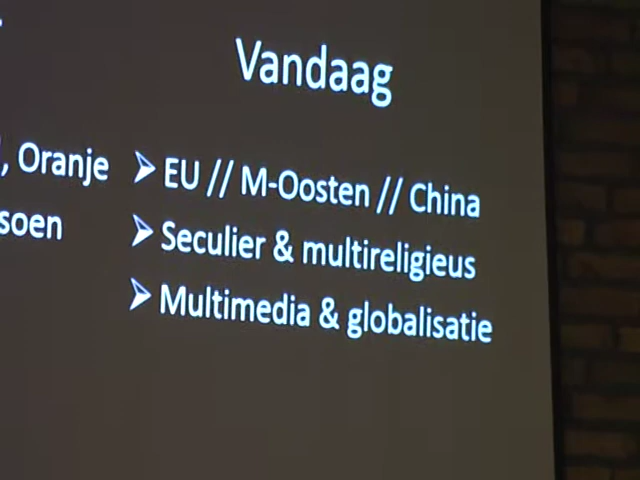 Vandaag
, Oranje
EU // M-Oosten // China
soen
Seculier & multireligieus
Multimedia & globalisatie